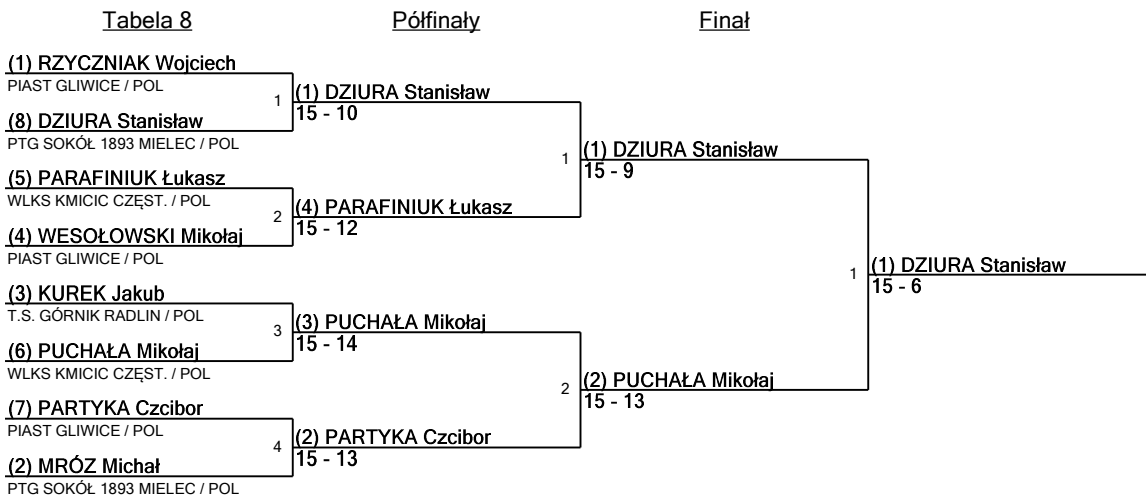 Tabela 8
Półfinały
Finał
(1) RZYCZNIAK Wojciech
PIAST GLIWICE / POL
1
(8) DZIURA Stanisław
PTG SOKÓŁ 1893 MIELEC / POL
(5) PARAFINIUK Łukasz
WLKS KMICIC CZĘST. / POL
2
(4) WESOŁOWSKI Mikołaj
PIAST GLIWICE / POL
(3) KUREK Jakub
T.S. GÓRNIK RADLIN / POL
3
(6) PUCHAŁA Mikołaj
WLKS KMICIC CZĘST. / POL
(7) PARTYKA Czcibor
PIAST GLIWICE / POL
4
(2) MRÓZ Michał
PTG SOKÓŁ 1893 MIELEC / POL
(1) DZIURA Stanisław
15 - 10
1
(4) PARAFINIUK Łukasz
15 - 12
(3) PUCHAŁA Mikołaj
15 - 14
2
(2) PARTYKA Czcibor
15 - 13
(1) DZIURA Stanisław
15 - 9
1
(2) PUCHAŁA Mikołaj
15 - 13
(1) DZIURA Stanisław
15 - 6